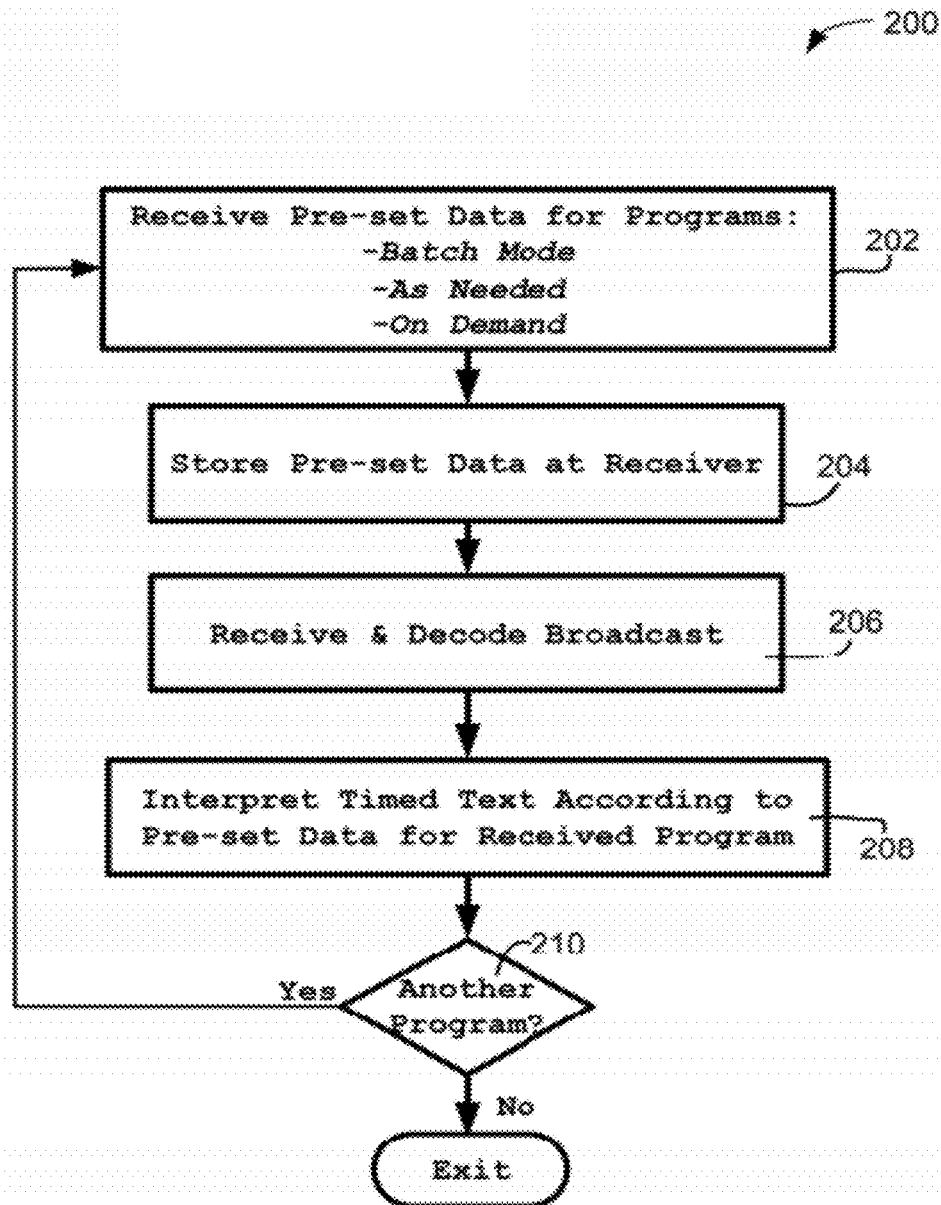 200
Receive Pre-set Data for Programs:
-Batch Mode
-As Needed
-On Demand
202
Store Pre-set Data at Receiver
204
Receive & Decode Broadcast
206
Interpret Timed Text According to
Pre-set Data for Received Program
208
210
Yes
Another
Program?
No
Exit